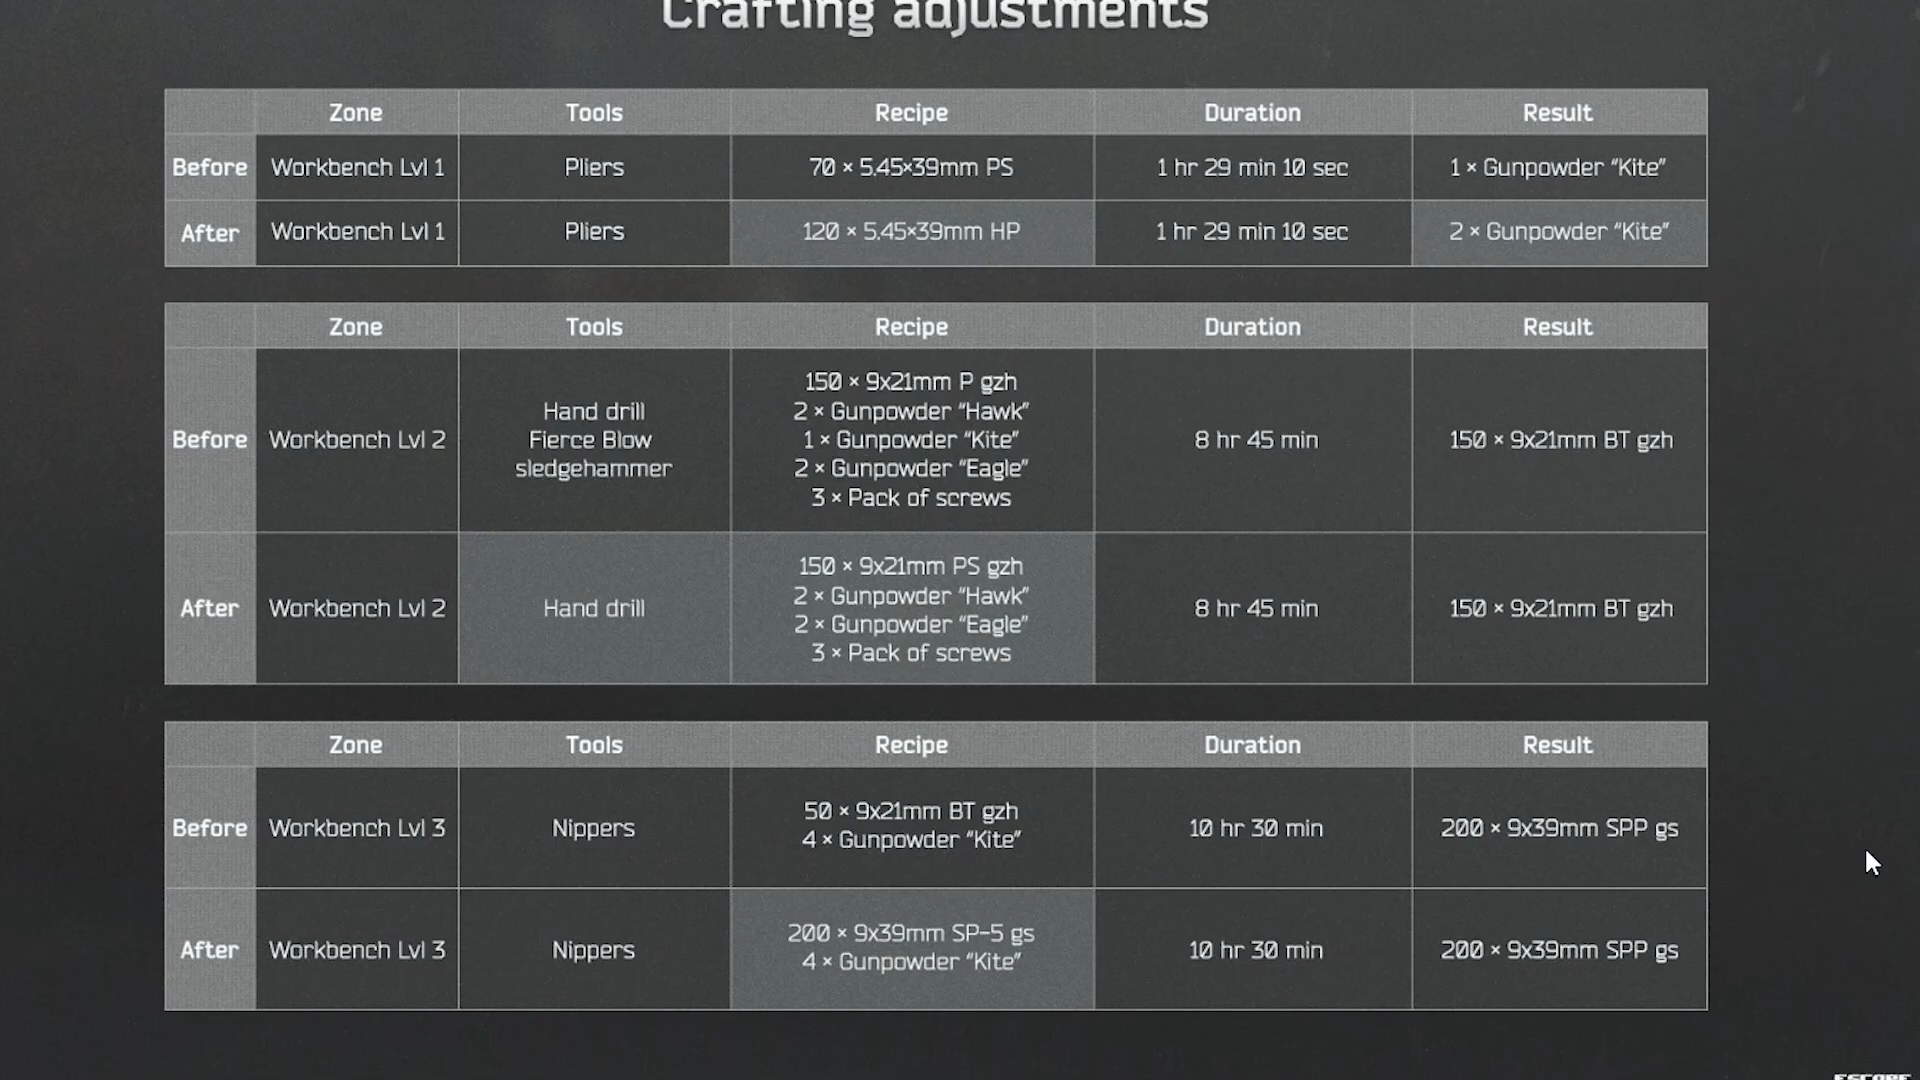 Crafting adjustments
Zone Tools Recipe Duration Result
Before Workbench Lvl 1 Pliers 70 × 5.45×39mm PS 1 hr 29 min 10 sec 1 × Gunpowder “Kite”
After Workbench Lvl 1 Pliers 120 × 5.45×39mm HP 1 hr 29 min 10 sec 2 × Gunpowder “Kite”
Zone Tools Recipe Duration Result
Before Workbench Lvl 2
Hand drill
Fierce Blow
sledgehammer
150 × 9x21mm P gzh
2 × Gunpowder “Hawk”
1 × Gunpowder “Kite”
2 × Gunpowder “Eagle”
3 × Pack of screws
8 hr 45 min 150 × 9x21mm BT gzh
After Workbench Lvl 2 Hand drill
150 × 9x21mm PS gzh
2 × Gunpowder “Hawk”
2 × Gunpowder “Eagle”
3 × Pack of screws
8 hr 45 min 150 × 9x21mm BT gzh
Zone Tools Recipe Duration Result
Before Workbench Lvl 3 Nippers
50 × 9x21mm BT gzh
4 × Gunpowder “Kite”
10 hr 30 min 200 × 9x39mm SPP gs
After Workbench Lvl 3 Nippers
200 × 9x39mm SP-5 gs
4 × Gunpowder “Kite”
10 hr 30 min 200 × 9x39mm SPP gs